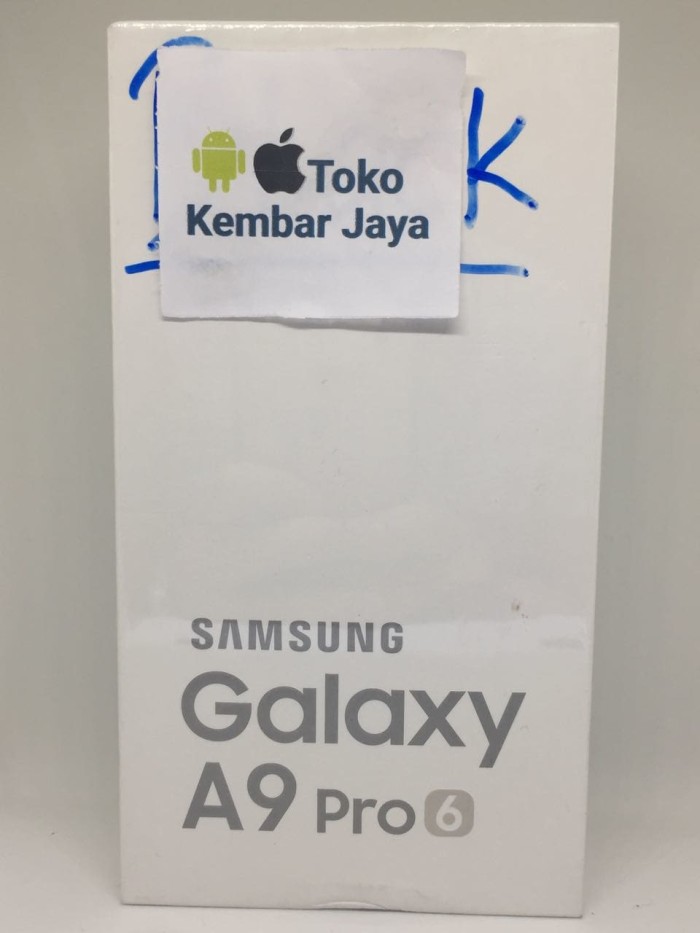 Toko
Kembar Jaya
K
SAMSUNG
Galaxy
A9 Pro 6